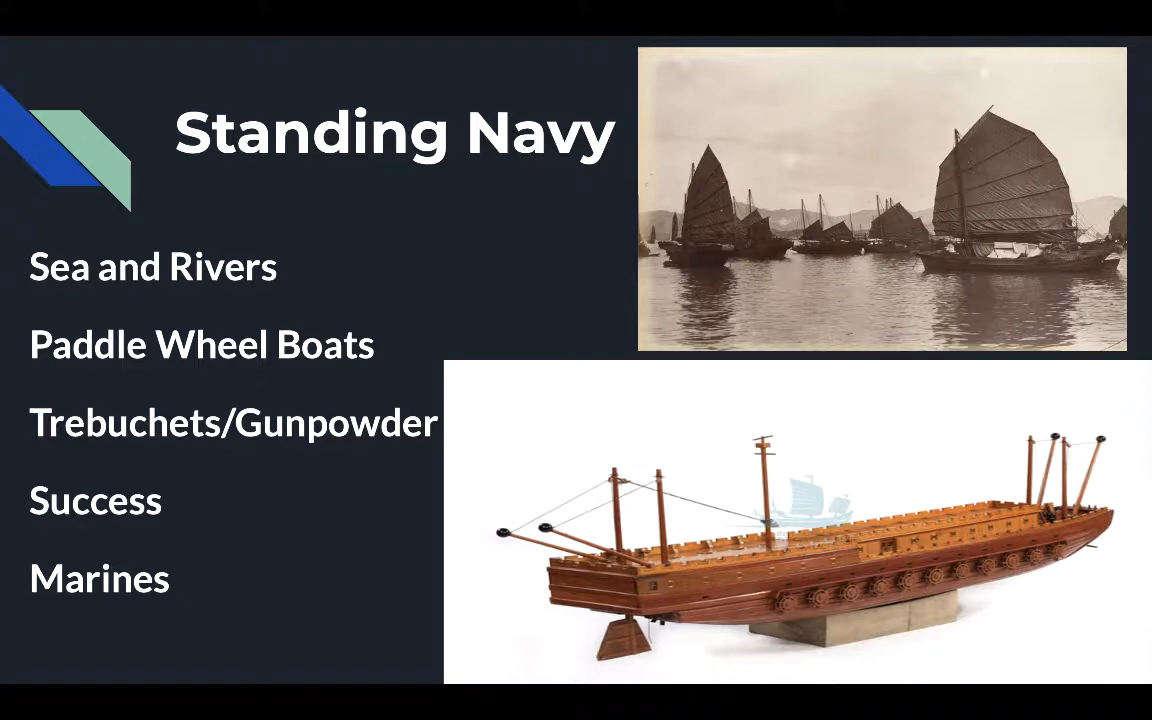 Standing Navy
Sea and Rivers
Paddle Wheel Boats
Trebuchets/Gunpowder
Success
Marines